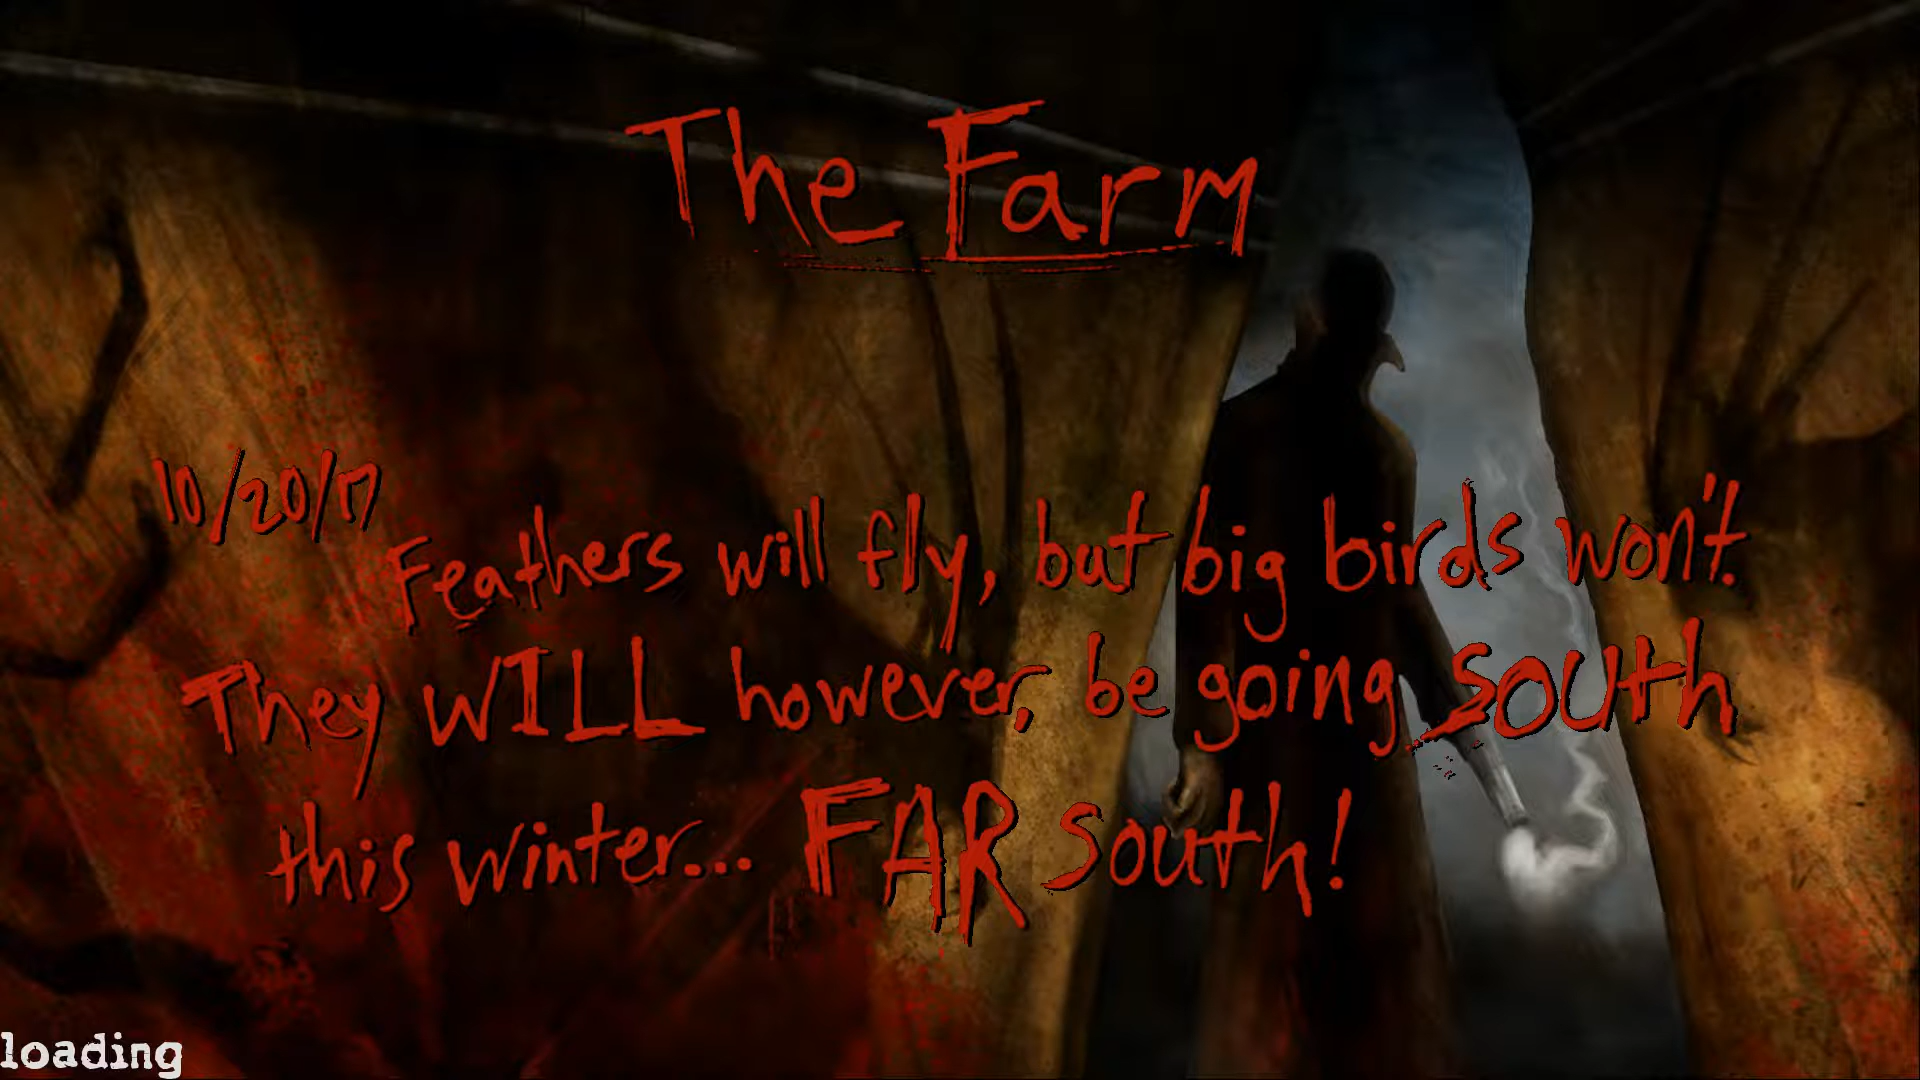 The Farm
10/20/17
Feathers will fly, but big birds won't.
They WILL however, be going SOUTH
this winter... FAR South!
loading